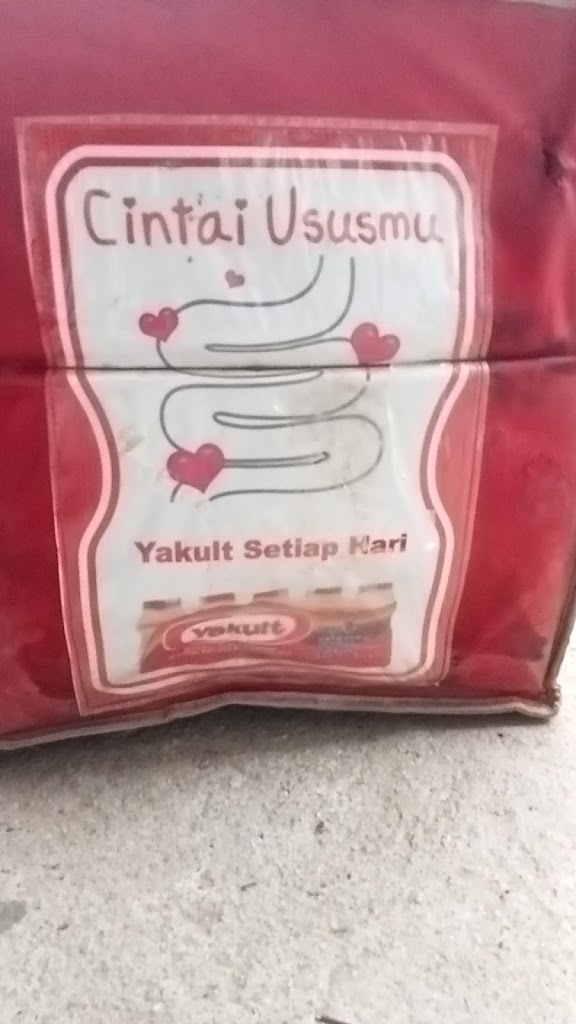 Cintai Ususmu
Yakult Setiap Hari
Yakult